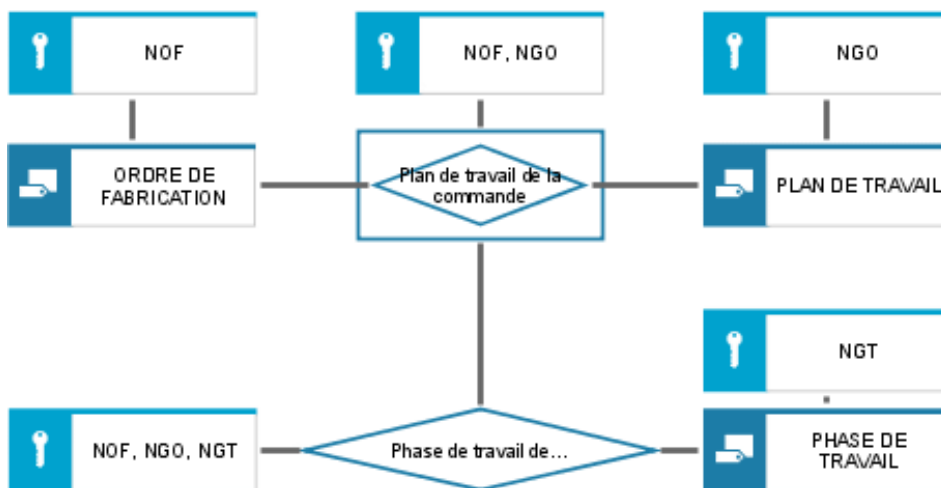 NOF
NOF, NGO
NGO
ORDRE DE
FABRICATION
Plan de travail de la
commande
PLAN DE TRAVAIL
NGT
NOF, NGO, NGT
Phase de travail de...
PHASE DE
TRAVAIL